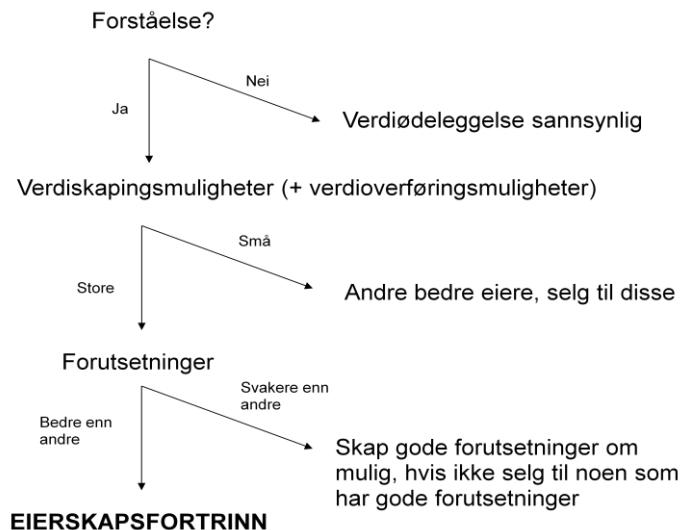 Forståelse?
Nei
Ja
Verdiødeleggelse sannsynlig
Verdiskapingsmuligheter (+ verdioverføringsmuligheter)
Små
Store
Andre bedre eiere, selg til disse
Forutsetninger
Svakere enn
andre
Bedre enn
andre
Skap gode forutsetninger om
mulig, hvis ikke selg til noen som
har gode forutsetninger
EIERSKAPSFORTRINN